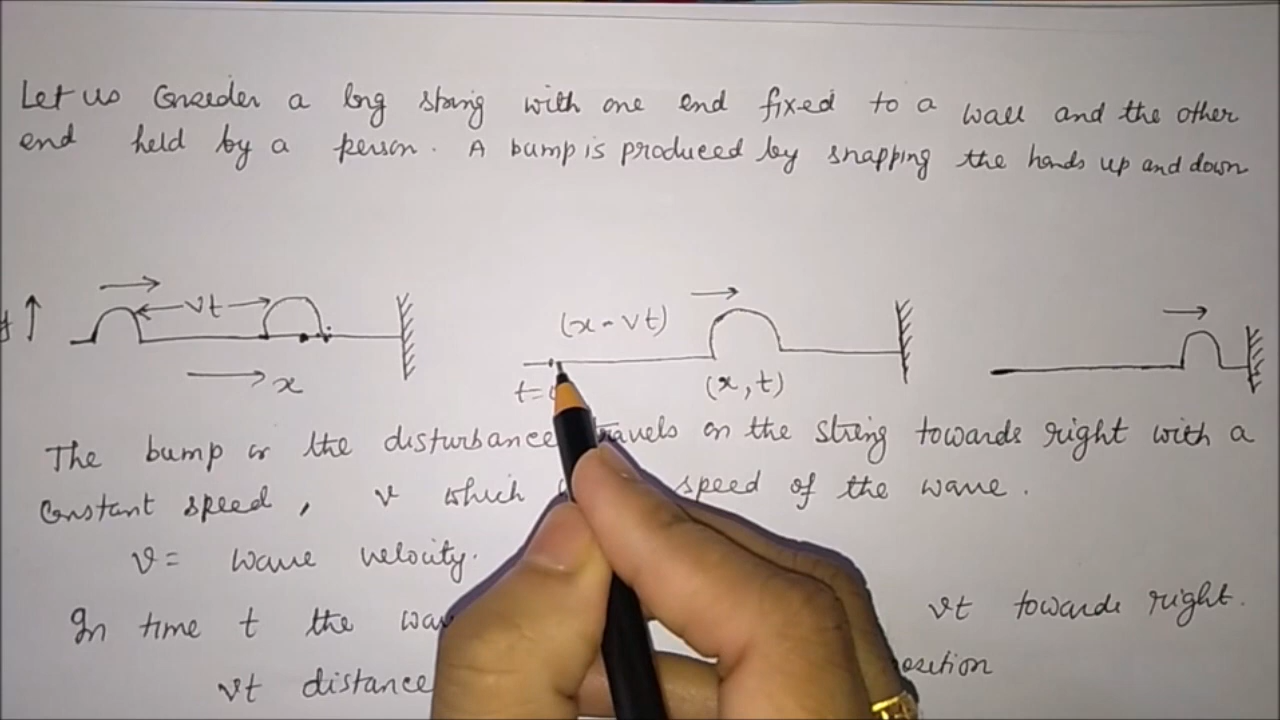 Let us Consider a long string with one end fixed to a wall and the other
end held by a person. A bump is produced by snapping the hands up and down
vt
(x - vt)
y
x
t=
(x, t)
The bump or the disturbance travels on the string towards right with a
Constant speed, v which speed of the wave.
v = wave velocity.
In time t the vt towards right.
vt distance